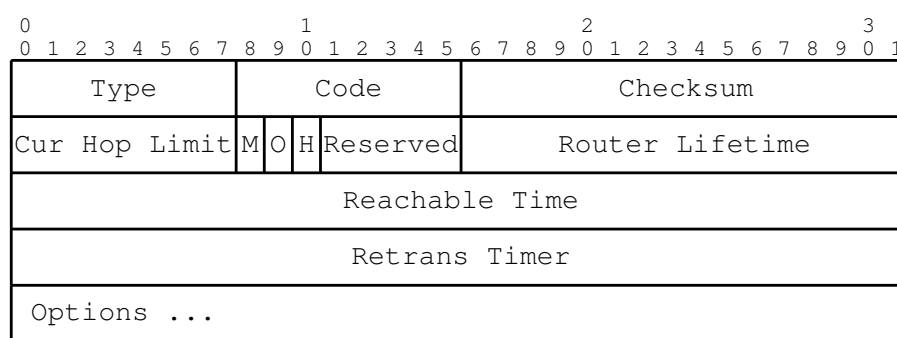 0 1 2 3
0 1 2 3 4 5 6 7 8 9 0 1 2 3 4 5 6 7 8 9 0 1 2 3 4 5 6 7 8 9 0 1
Type Code Checksum
Cur Hop Limit M O H Reserved Router Lifetime
Reachable Time
Retrans Timer
Options ...